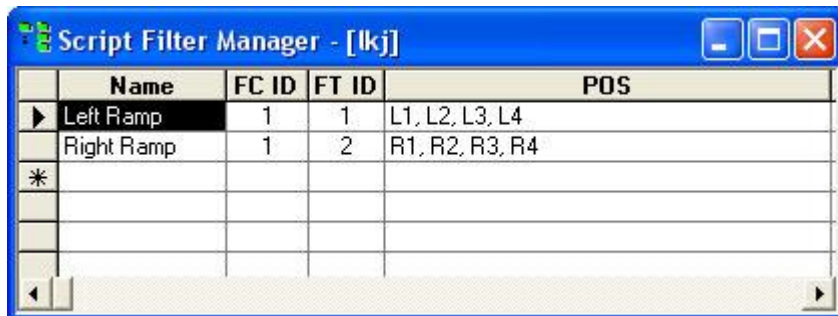 Script Filter Manager - [lkj]
Name FC ID FT ID POS
Left Ramp 1 1 L1, L2, L3, L4
Right Ramp 1 2 R1, R2, R3, R4